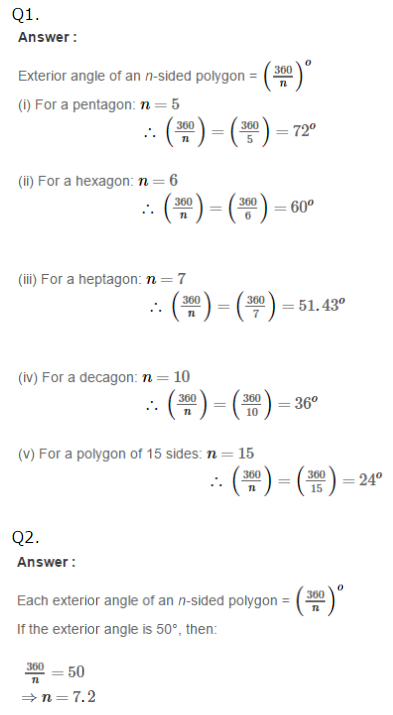 Q1.
Answer :
Exterior angle of an n-sided polygon = (360/n)°
(i) For a pentagon: n = 5
∴ (360/n) = (360/5) = 72°
(ii) For a hexagon: n = 6
∴ (360/n) = (360/6) = 60°
(iii) For a heptagon: n = 7
∴ (360/n) = (360/7) = 51.43°
(iv) For a decagon: n = 10
∴ (360/n) = (360/10) = 36°
(v) For a polygon of 15 sides: n = 15
∴ (360/n) = (360/15) = 24°
Q2.
Answer :
Each exterior angle of an n-sided polygon = (360/n)°
If the exterior angle is 50°, then:
360/n = 50
⇒ n = 7.2